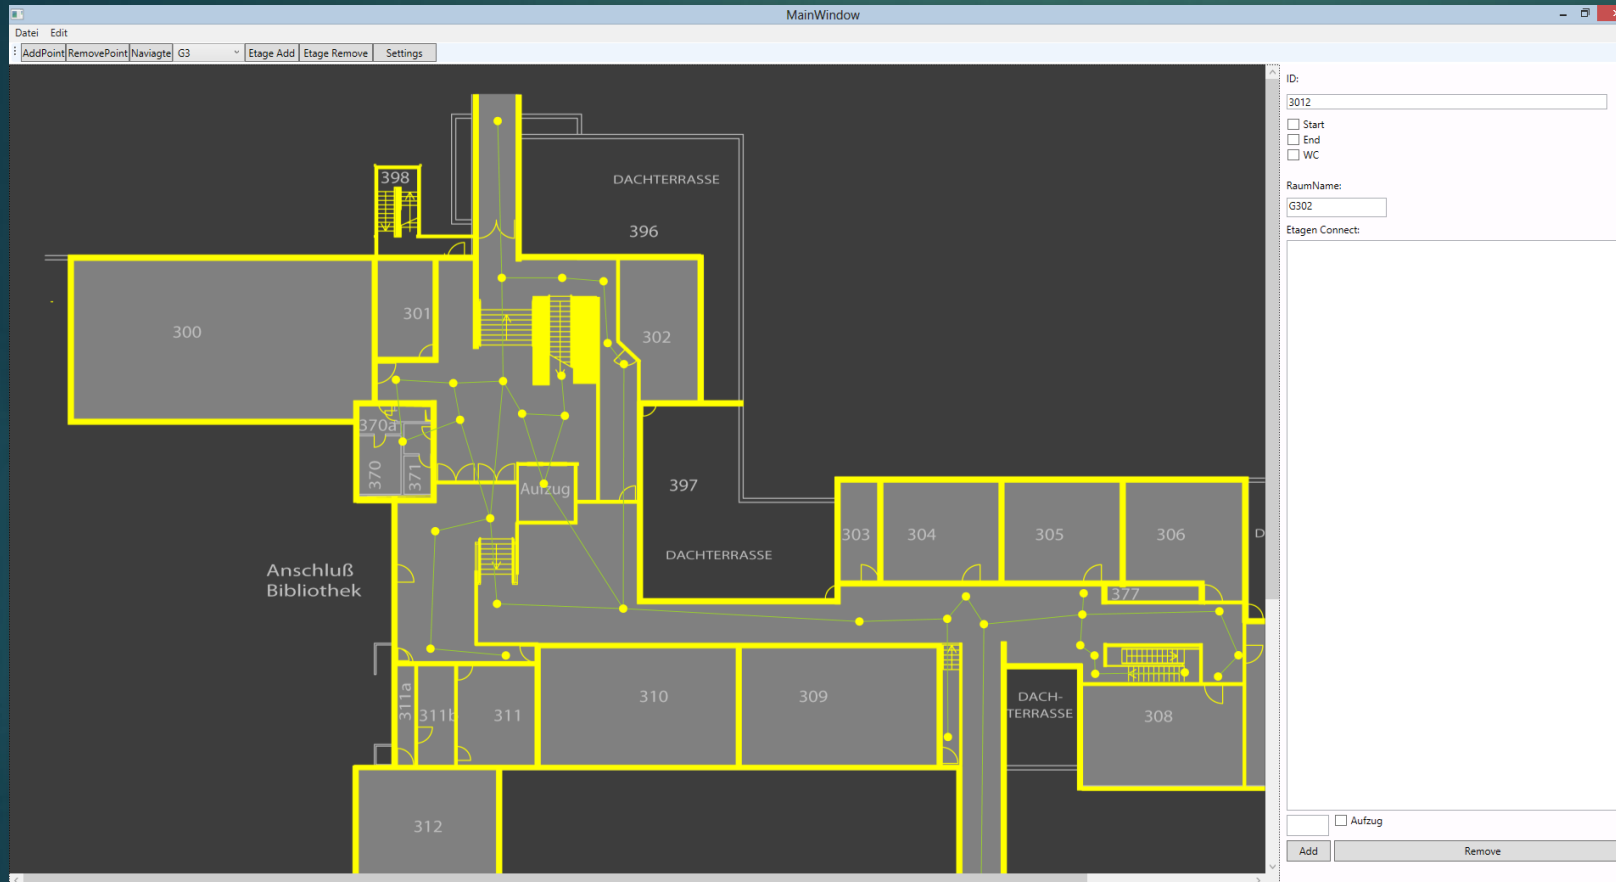 MainWindow
Datei Edit
AddPoint RemovePoint Naviagte G3 Etage Add Etage Remove Settings
ID:
3012
Start
End
WC
RaumName:
G302
Etagen Connect:
398
DACHTERRASSE
396
300
301
302
370a
370
371
Aufzug
397
DACHTERRASSE
303
304
305
306
D
Anschluß
Bibliothek
377
311a
311b
311
310
309
DACH-
TERRASSE
308
312
Aufzug
Add
Remove